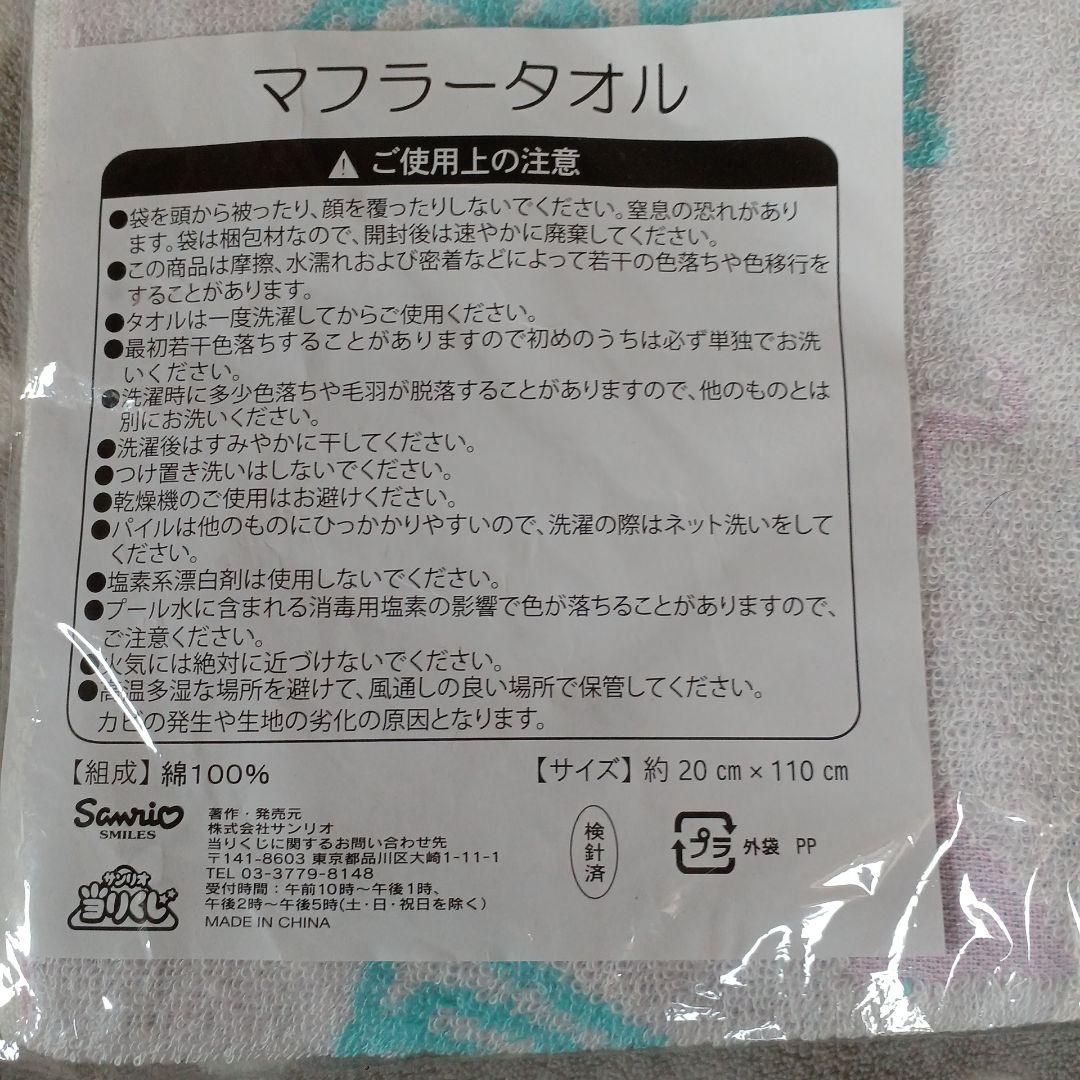 マフラータオル
⚠ ご使用上の注意
●袋を頭から被ったり、顔を覆ったりしないでください。窒息の恐れがあり
ます。袋は梱包材なので、開封後は速やかに廃棄してください。
●この商品は摩擦、水濡れおよび密着などによって若干の色落ちや色移行を
することがあります。
●タオルは一度洗濯してからご使用ください。
●最初若干色落ちすることがありますので初めのうちは必ず単独でお洗
いください。
●洗濯時に多少色落ちや毛羽が脱落することがありますので、他のものとは
別にお洗いください。
●洗濯後はすみやかに干してください。
●つけ置き洗いはしないでください。
●乾燥機のご使用はお避けください。
●パイルは他のものにひっかかりやすいので、洗濯の際はネット洗いをして
ください。
●塩素系漂白剤は使用しないでください。
●プール水に含まれる消毒用塩素の影響で色が落ちることがありますので、
ご注意ください。
●火気には絶対に近づけないでください。
●高温多湿な場所を避けて、風通しの良い場所で保管してください。
カビの発生や生地の劣化の原因となります。
【組成】綿100%
【サイズ】約 20 ㎝ × 110 ㎝
Sanrio
SMILES
サンリオ
当りくじ
著作・発売元
株式会社サンリオ
当りくじに関するお問い合わせ先
〒141-8603 東京都品川区大崎1-11-1
TEL 03-3779-8148
受付時間：午前10時～午後1時、
午後2時～午後5時(土・日・祝日を除く)
MADE IN CHINA
検針済
プラ 外袋 PP